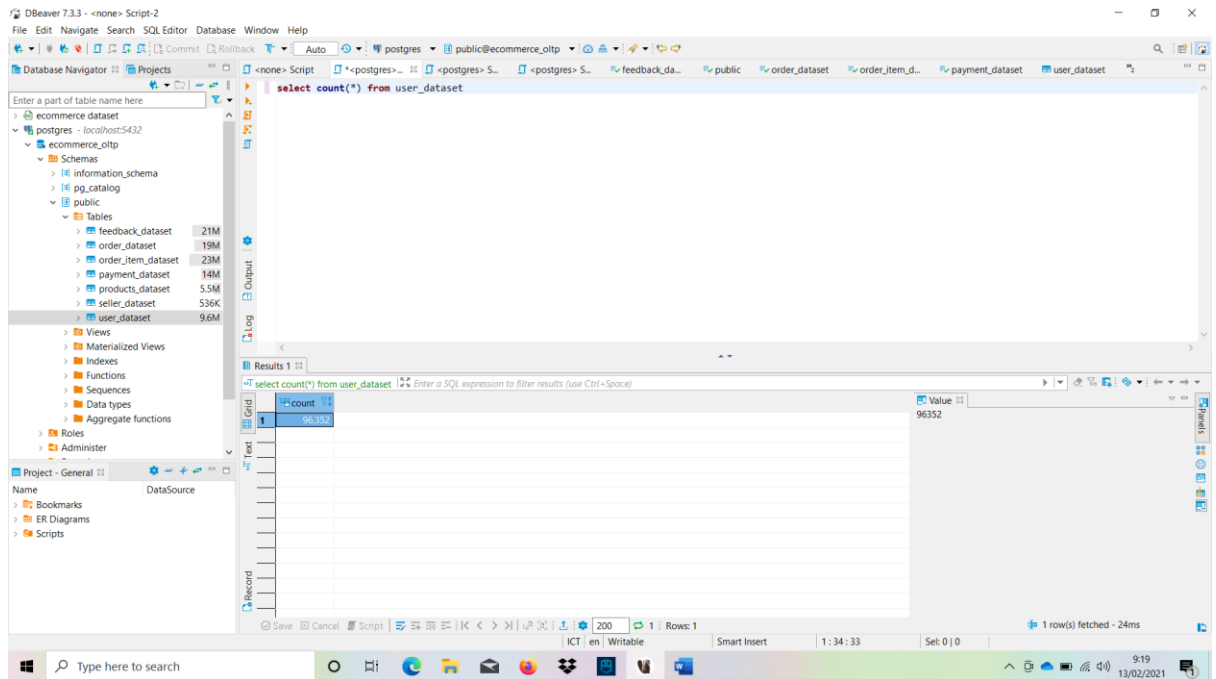 DBeaver 7.3.3 - <none> Script-2
File Edit Navigate Search SQL Editor Database Window Help
Commit Rollback Auto postgres public@ecommerce_oltp
Database Navigator Projects
Enter a part of table name here
ecommerce dataset
postgres - localhost:5432
ecommerce_oltp
Schemas
information_schema
pg_catalog
public
Tables
feedback_dataset 21M
order_dataset 19M
order_item_dataset 23M
payment_dataset 14M
products_dataset 5.5M
seller_dataset 536K
user_dataset 9.6M
Views
Materialized Views
Indexes
Functions
Sequences
Data types
Aggregate functions
Roles
Administer
Project - General
Name DataSource
Bookmarks
ER Diagrams
Scripts
<none> Script *<postgres>... <postgres> S... <postgres> S... feedback_da... public order_dataset order_item_d... payment_dataset user_dataset "2
select count(*) from user_dataset
Output
Log
Results 1
select count(*) from user_dataset Enter a SQL expression to filter results (use Ctrl+Space)
Grid
Text
Record
count
1 96,352
Value
96352
Panels
Save Cancel Script 200 1 Rows: 1
1 row(s) fetched - 24ms
ICT en Writable Smart Insert 1 : 34 : 33 Sel: 0 | 0
Type here to search
9:19
13/02/2021